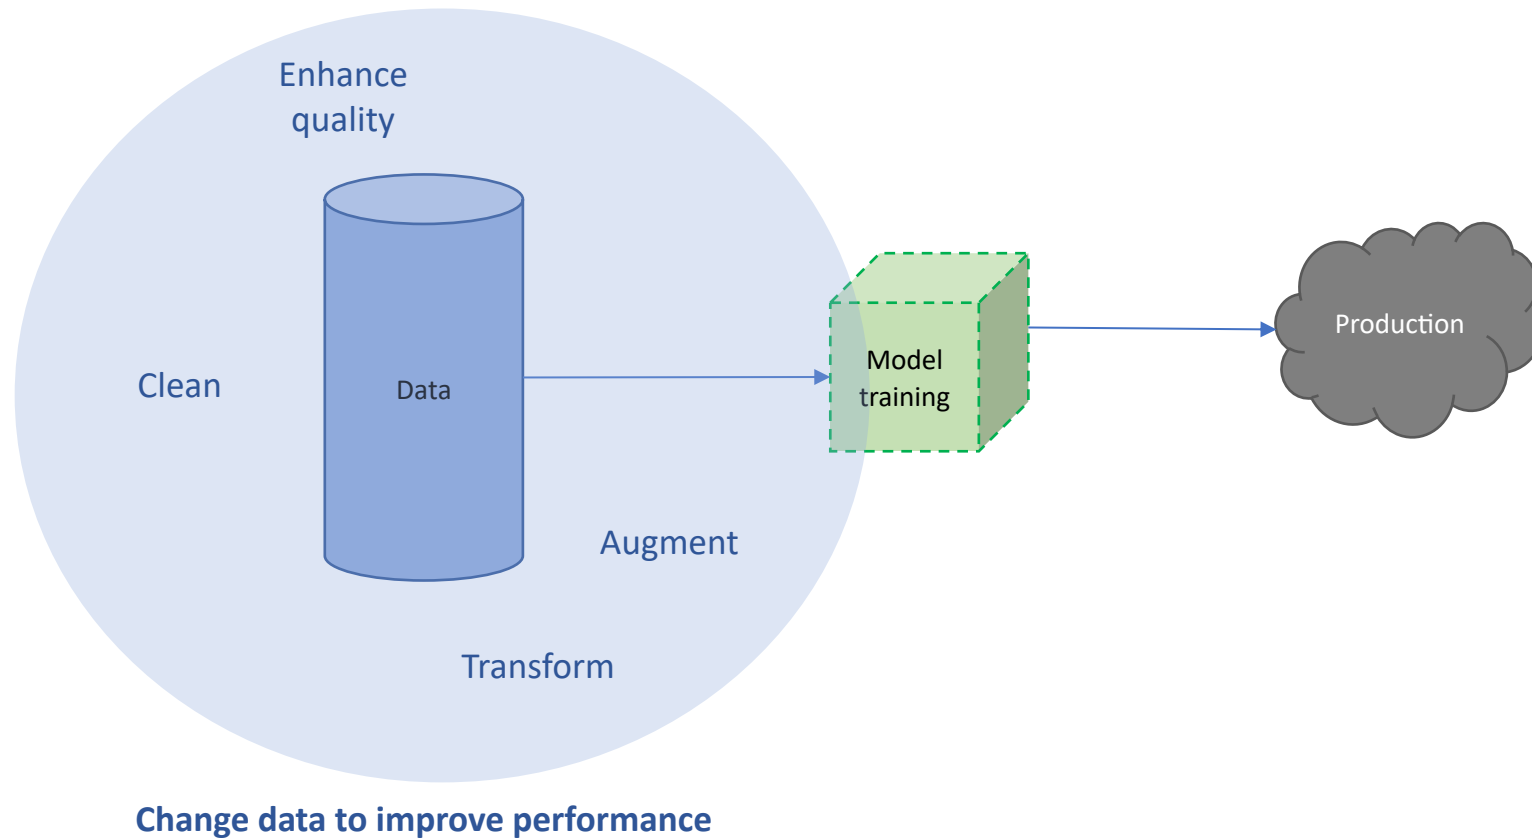 Enhance
quality
Clean
Data
Model
training
Production
Augment
Transform
Change data to improve performance